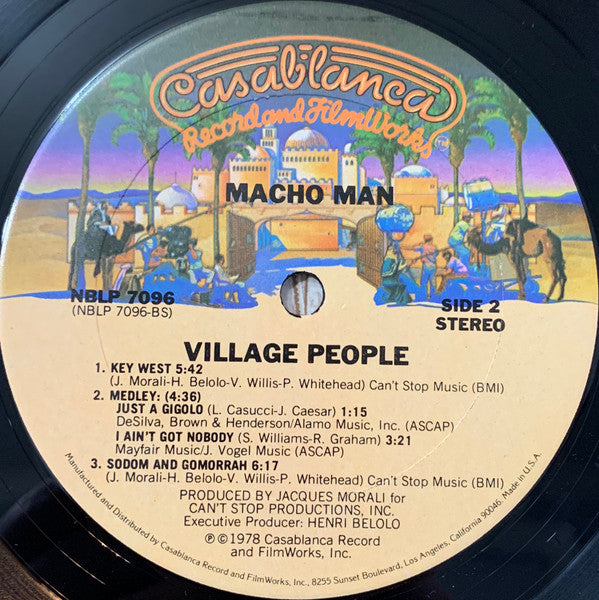 Casablanca
Record and FilmWorks
MACHO MAN
NBLP 7096
(NBLP 7096-BS)
SIDE 2
STEREO
VILLAGE PEOPLE
1. KEY WEST 5:42
(J. Morali-H. Belolo-V. Willis-P. Whitehead) Can't Stop Music (BMI)
2. MEDLEY: (4:36)
JUST A GIGOLO (L. Casucci-J. Caesar) 1:15
DeSilva, Brown & Henderson/Alamo Music, Inc. (ASCAP)
I AIN'T GOT NOBODY (S. Williams-R. Graham) 3:21
Mayfair Music/J. Vogel Music (ASCAP)
3. SODOM AND GOMORRAH 6:17
(J. Morali-H. Belolo-V. Willis-P. Whitehead) Can't Stop Music (BMI)
PRODUCED BY JACQUES MORALI for
CAN'T STOP PRODUCTIONS, INC.
Executive Producer: HENRI BELOLO
℗©1978 Casablanca Record
and FilmWorks, Inc.
Manufactured and Distributed by Casablanca Record and FilmWorks, Inc., 8255 Sunset Boulevard, Los Angeles, California 90046. Made in U.S.A.